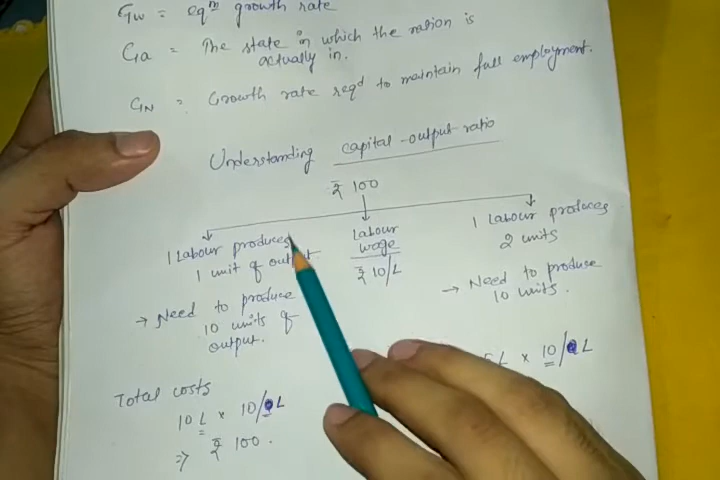 Gw = eqm growth rate
Ga = The state in which the nation is
actually in.
GN = Growth rate reqd to maintain full employment.
Understanding capital-output-ratio
₹ 100
1 Labour produces
1 unit of output
→ Need to produce
10 units of
output.
Labour
wage
₹ 10/L
1 Labour produces
2 units
→ Need to produce
10 units.
Total costs
10 L × 10/L
⇒ ₹ 100.
L × 10/L